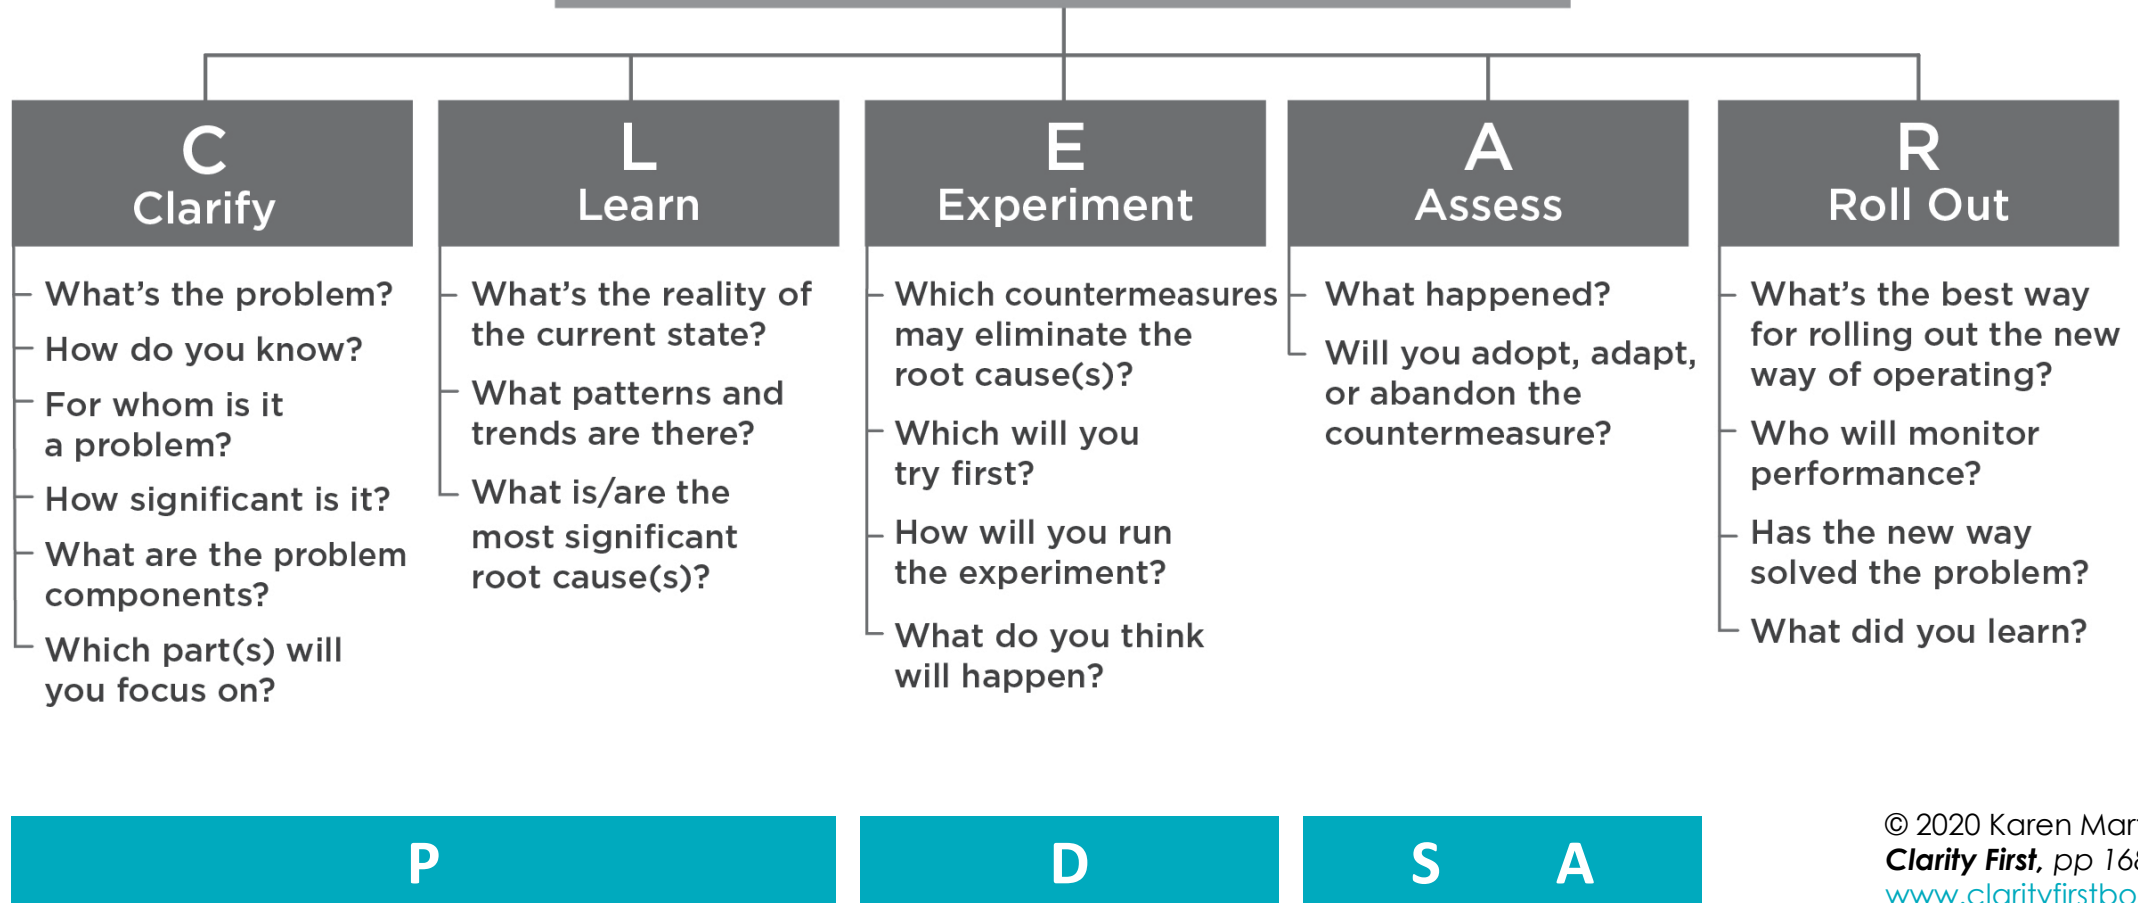 C
Clarify
What's the problem?
How do you know?
For whom is it
a problem?
How significant is it?
What are the problem
components?
Which part(s) will
you focus on?
L
Learn
What's the reality of
the current state?
What patterns and
trends are there?
What is/are the
most significant
root cause(s)?
E
Experiment
Which countermeasures
may eliminate the
root cause(s)?
Which will you
try first?
How will you run
the experiment?
What do you think
will happen?
A
Assess
What happened?
Will you adopt, adapt,
or abandon the
countermeasure?
R
Roll Out
What's the best way
for rolling out the new
way of operating?
Who will monitor
performance?
Has the new way
solved the problem?
What did you learn?
P
D
S A
© 2020 Karen
Clarity First, pp